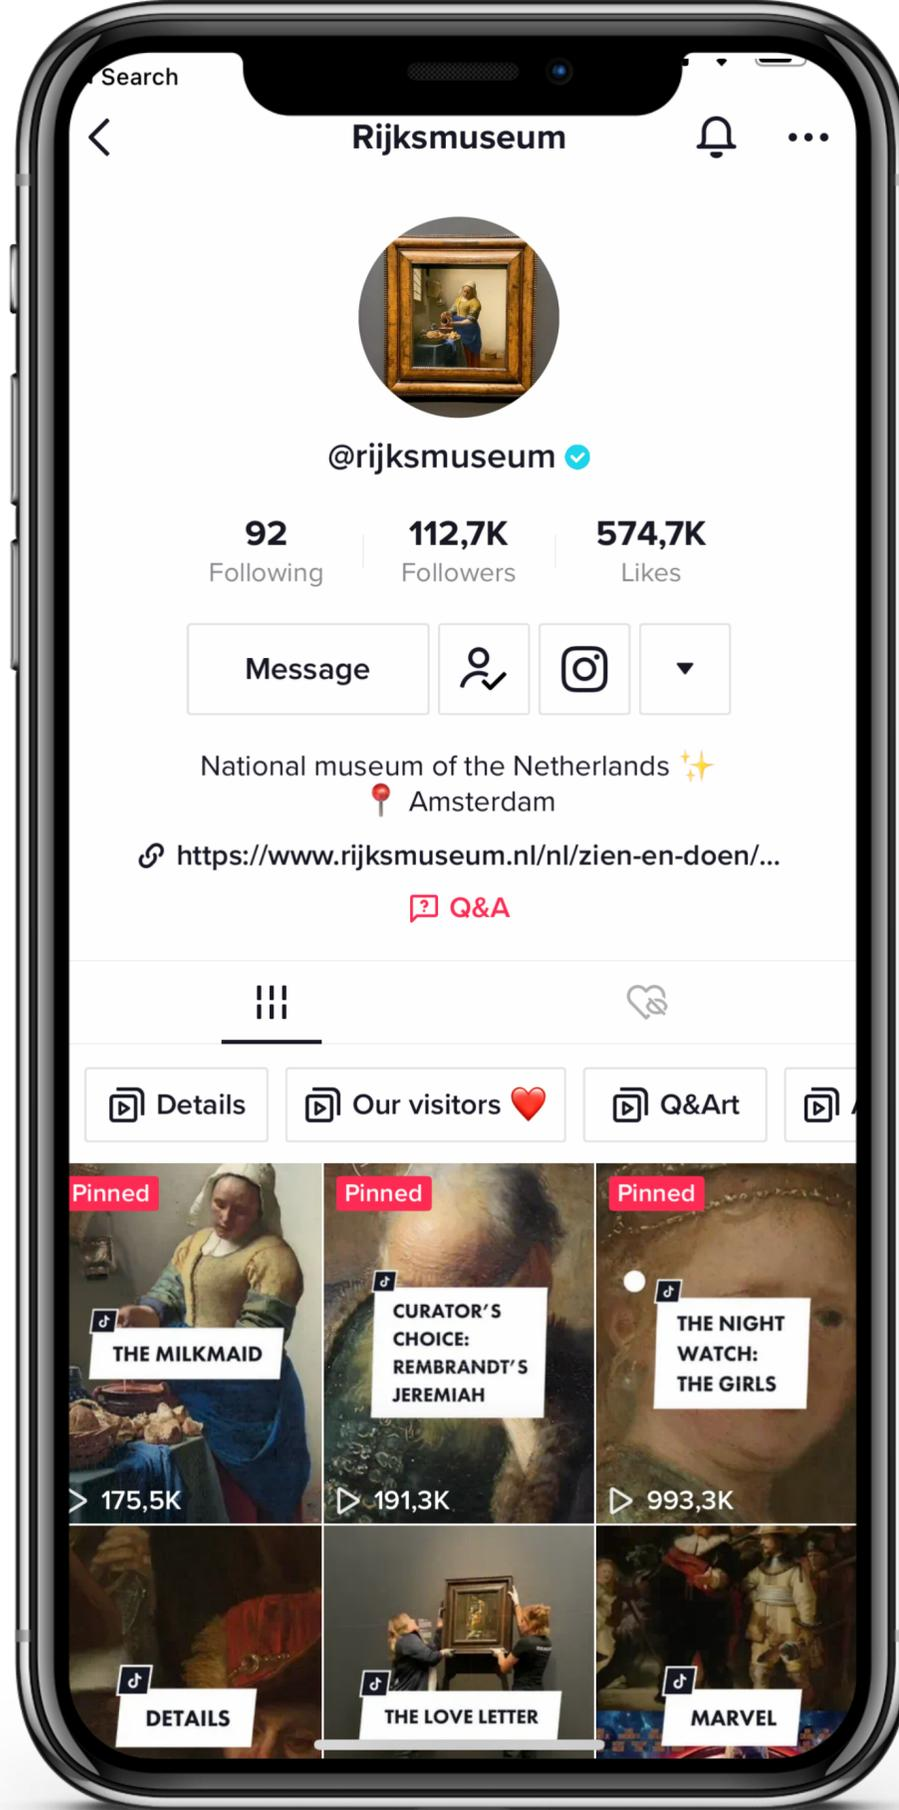 Search
Rijksmuseum
@rijksmuseum
92 112,7K 574,7K
Following Followers Likes
Message
National museum of the Netherlands ✨
📍 Amsterdam
https://www.rijksmuseum.nl/nl/zien-en-doen/...
Q&A
Details Our visitors ❤️ Q&Art
Pinned
THE MILKMAID
175,5K
Pinned
CURATOR'S
CHOICE:
REMBRANDT'S
JEREMIAH
191,3K
Pinned
THE NIGHT
WATCH:
THE GIRLS
993,3K
DETAILS
THE LOVE LETTER
MARVEL